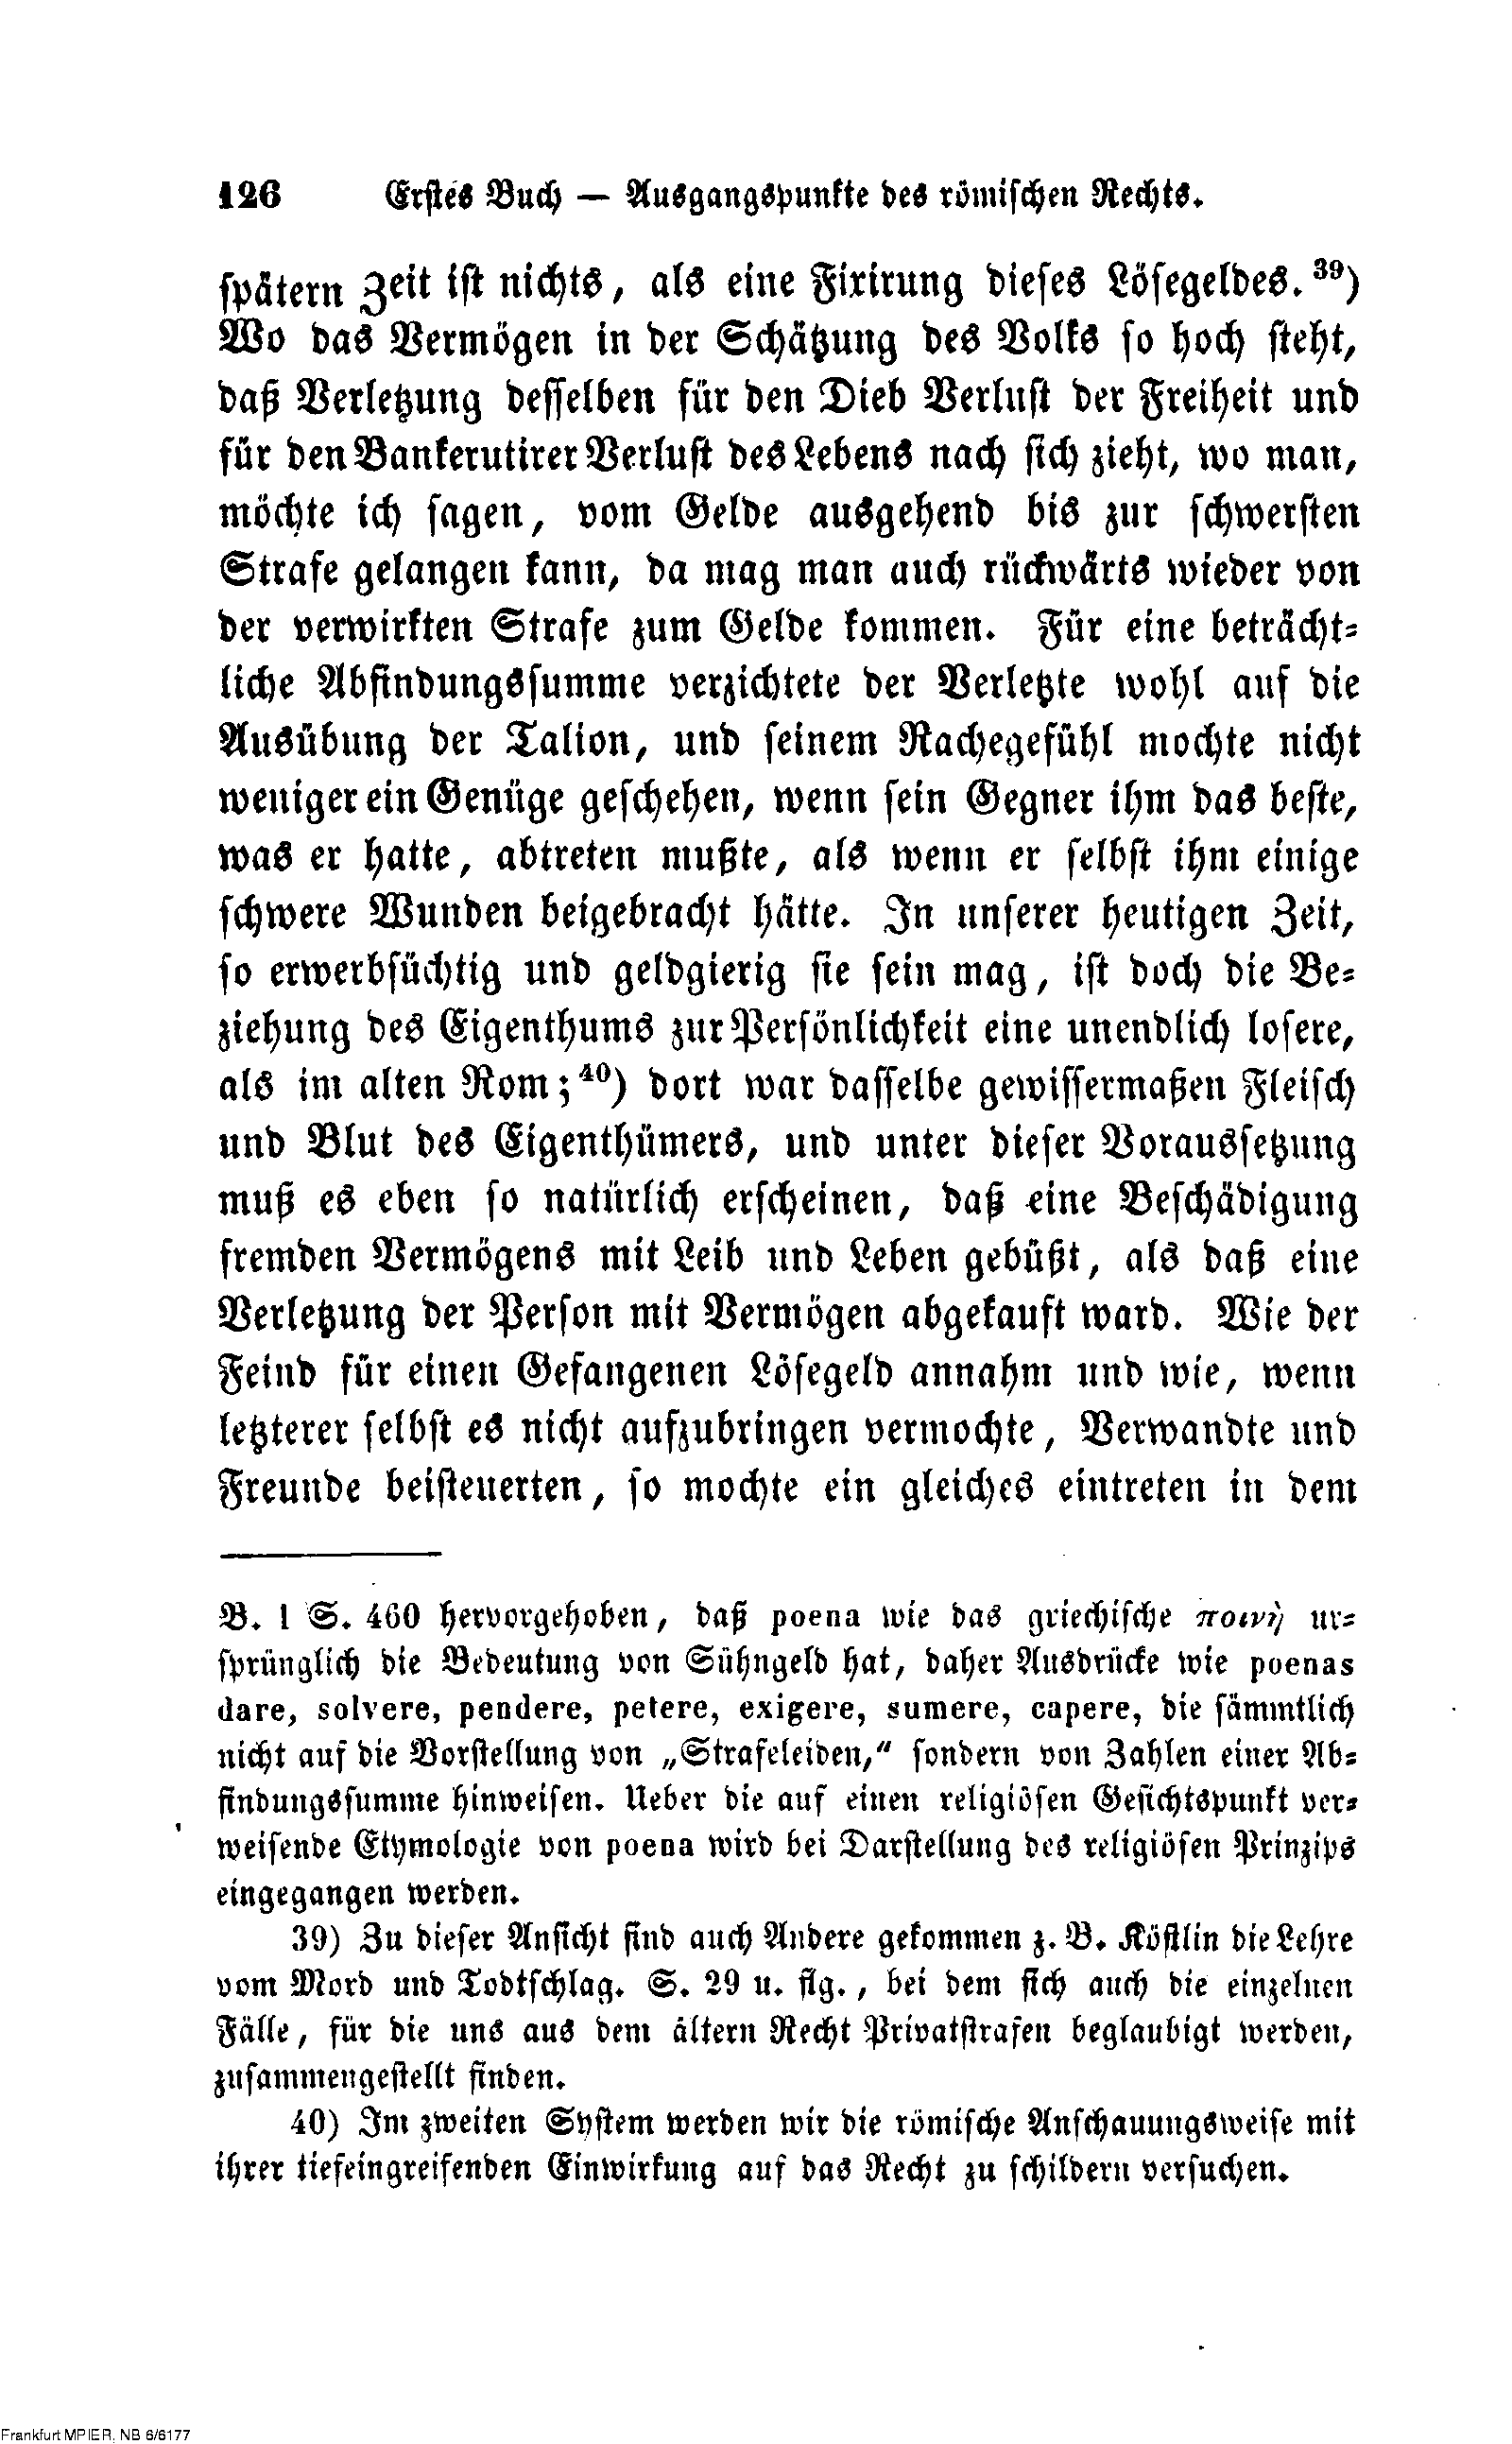 126 Erstes Buch — Ausgangspunkte des römischen Rechts.
spätern Zeit ist nichts, als eine Fixirung dieses Lösegeldes.³⁹)
Wo das Vermögen in der Schätzung des Volks so hoch steht,
daß Verletzung desselben für den Dieb Verlust der Freiheit und
für den Bankerutirer Verlust des Lebens nach sich zieht, wo man,
möchte ich sagen, vom Gelde ausgehend bis zur schwersten
Strafe gelangen kann, da mag man auch rückwärts wieder von
der verwirkten Strafe zum Gelde kommen. Für eine beträcht-
liche Abfindungssumme verzichtete der Verletzte wohl auf die
Ausübung der Talion, und seinem Rachegefühl mochte nicht
weniger ein Genüge geschehen, wenn sein Gegner ihm das beste,
was er hatte, abtreten mußte, als wenn er selbst ihm einige
schwere Wunden beigebracht hätte. In unserer heutigen Zeit,
so erwerbsüchtig und geldgierig sie sein mag, ist doch die Be-
ziehung des Eigenthums zur Persönlichkeit eine unendlich losere,
als im alten Rom;⁴⁰) dort war dasselbe gewissermaßen Fleisch
und Blut des Eigenthümers, und unter dieser Voraussetzung
muß es eben so natürlich erscheinen, daß eine Beschädigung
fremden Vermögens mit Leib und Leben gebüßt, als daß eine
Verletzung der Person mit Vermögen abgekauft ward. Wie der
Feind für einen Gefangenen Lösegeld annahm und wie, wenn
letzterer selbst es nicht aufzubringen vermochte, Verwandte und
Freunde beisteuerten, so mochte ein gleiches eintreten in dem
B. 1 S. 460 hervorgehoben, daß poena wie das griechische ποινὴ ur-
sprünglich die Bedeutung von Sühngeld hat, daher Ausdrücke wie poenas
dare, solvere, pendere, petere, exigere, sumere, capere, die sämmtlich
nicht auf die Vorstellung von „Strafeleiden,“ sondern von Zahlen einer Ab-
findungssumme hinweisen. Ueber die auf einen religiösen Gesichtspunkt ver-
weisende Etymologie von poena wird bei Darstellung des religiösen Prinzips
eingegangen werden.
39) Zu dieser Ansicht sind auch Andere gekommen z. B. Köstlin die Lehre
vom Mord und Todtschlag. S. 29 u. flg., bei dem sich auch die einzelnen
Fälle, für die uns aus dem ältern Recht Privatstrafen beglaubigt werden,
zusammengestellt finden.
40) Im zweiten System werden wir die römische Anschauungsweise mit
ihrer tiefeingreifenden Einwirkung auf das Recht zu schildern versuchen.
Frankfurt MPIER, NB 6/6177